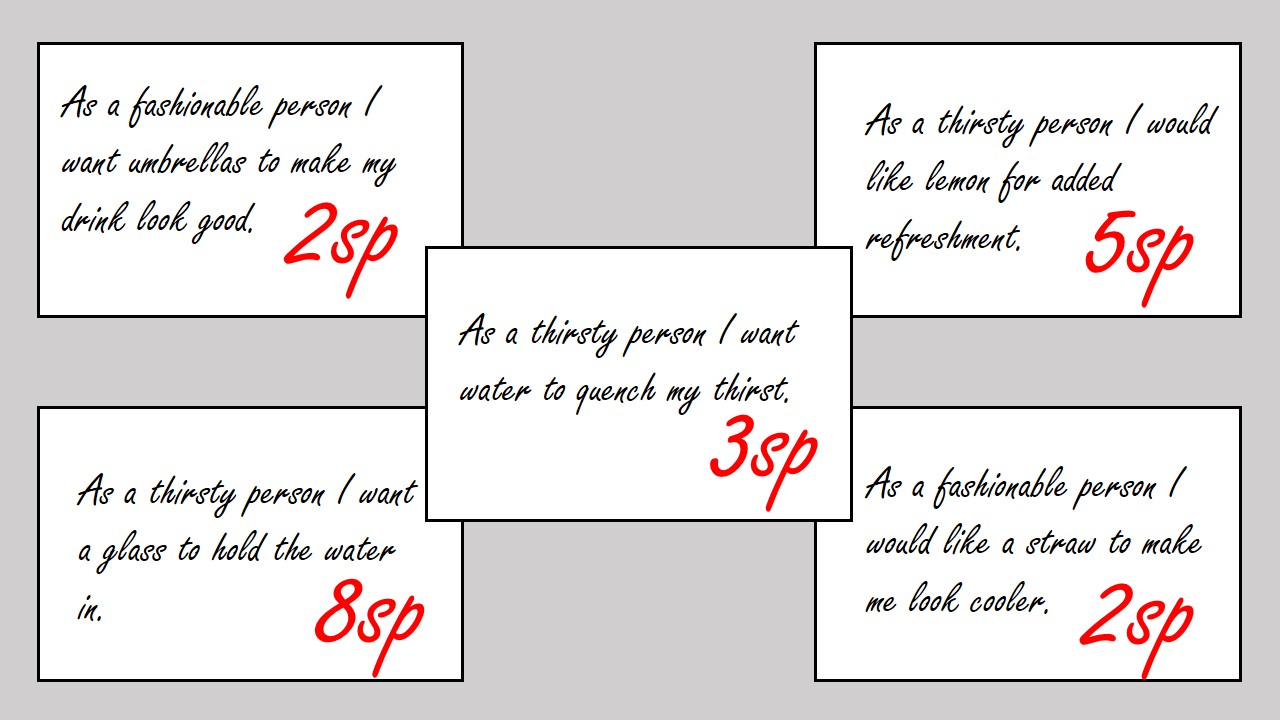 As a fashionable person I
want umbrellas to make my
drink look good.
2sp
As a thirsty person I would
like lemon for added
refreshment.
5sp
As a thirsty person I want
water to quench my thirst.
3sp
As a thirsty person I want
a glass to hold the water
in.
8sp
As a fashionable person I
would like a straw to make
me look cooler.
2sp